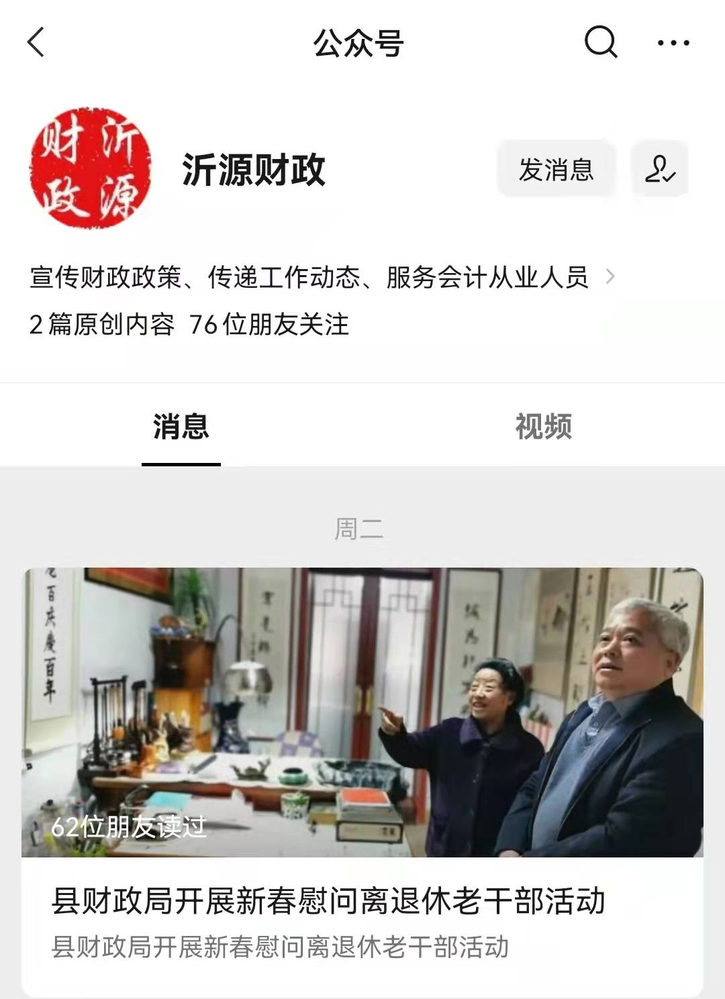 公众号
沂源
财政
沂源财政
发消息
宣传财政政策、传递工作动态、服务会计从业人员
2篇原创内容 76位朋友关注
消息
视频
周二
百庆庆百年
62位朋友读过
县财政局开展新春慰问离退休老干部活动
县财政局开展新春慰问离退休老干部活动